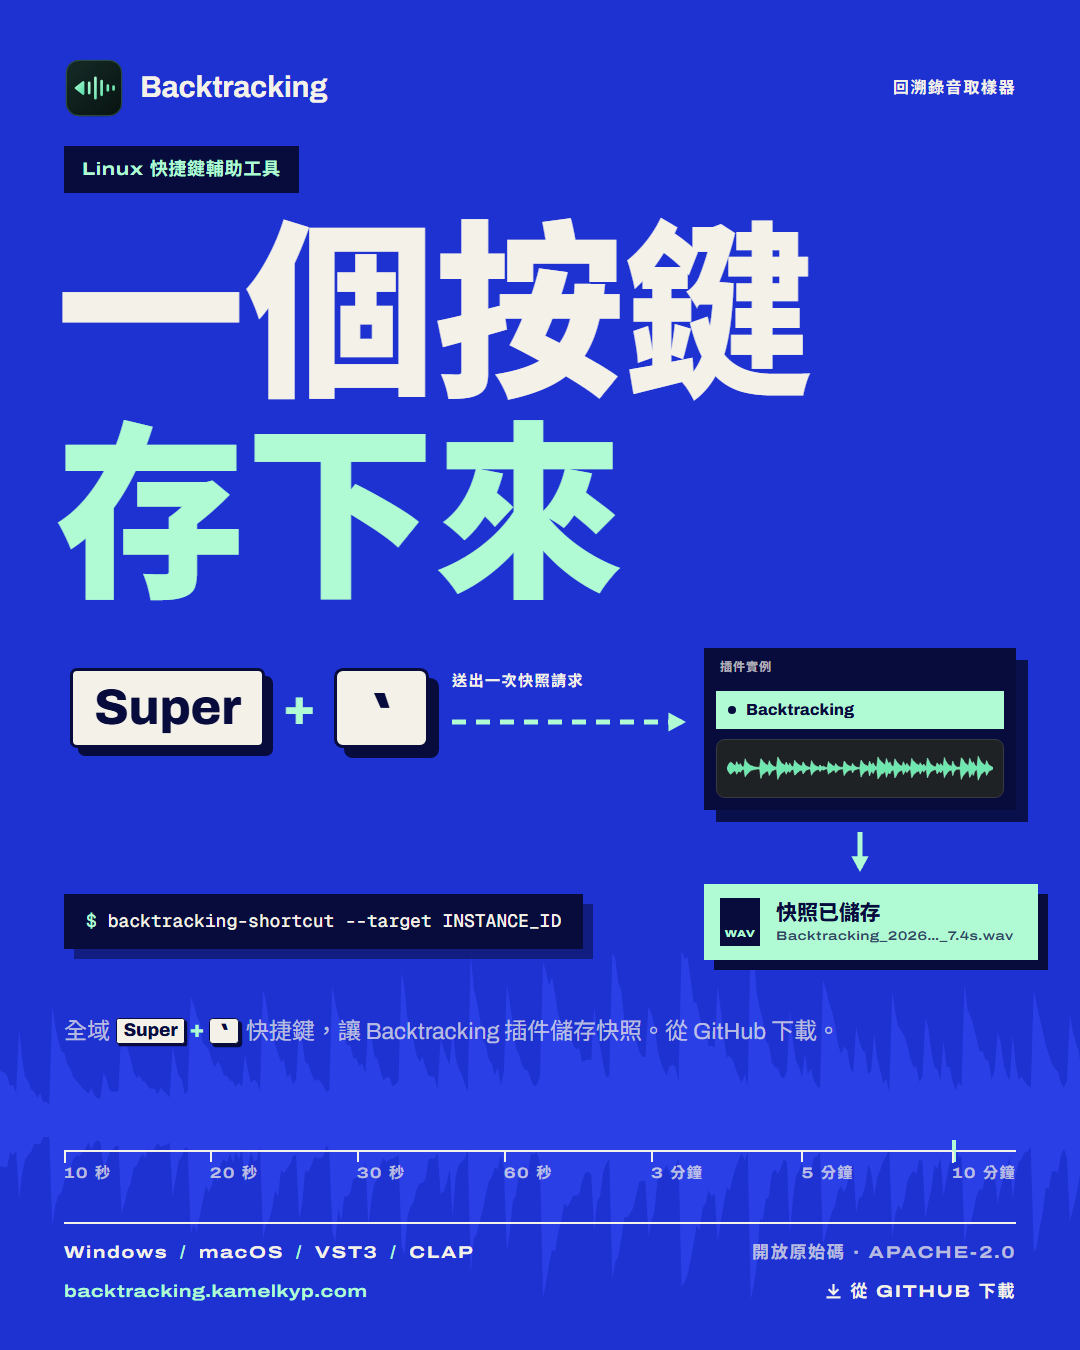 Backtracking
回溯錄音取樣器
Linux 快捷鍵輔助工具
一個按鍵
存下來
Super + `
送出一次快照請求
插件實例
Backtracking
$ backtracking-shortcut --target INSTANCE_ID
WAV
快照已儲存
Backtracking_2026…_7.4s.wav
全域 Super + ` 快捷鍵，讓 Backtracking 插件儲存快照。從 GitHub 下載。
10 秒 20 秒 30 秒 60 秒 3 分鐘 5 分鐘 10 分鐘
Windows / macOS / VST3 / CLAP
開放原始碼 · APACHE-2.0
backtracking.kamelkyp.com
從 GITHUB 下載